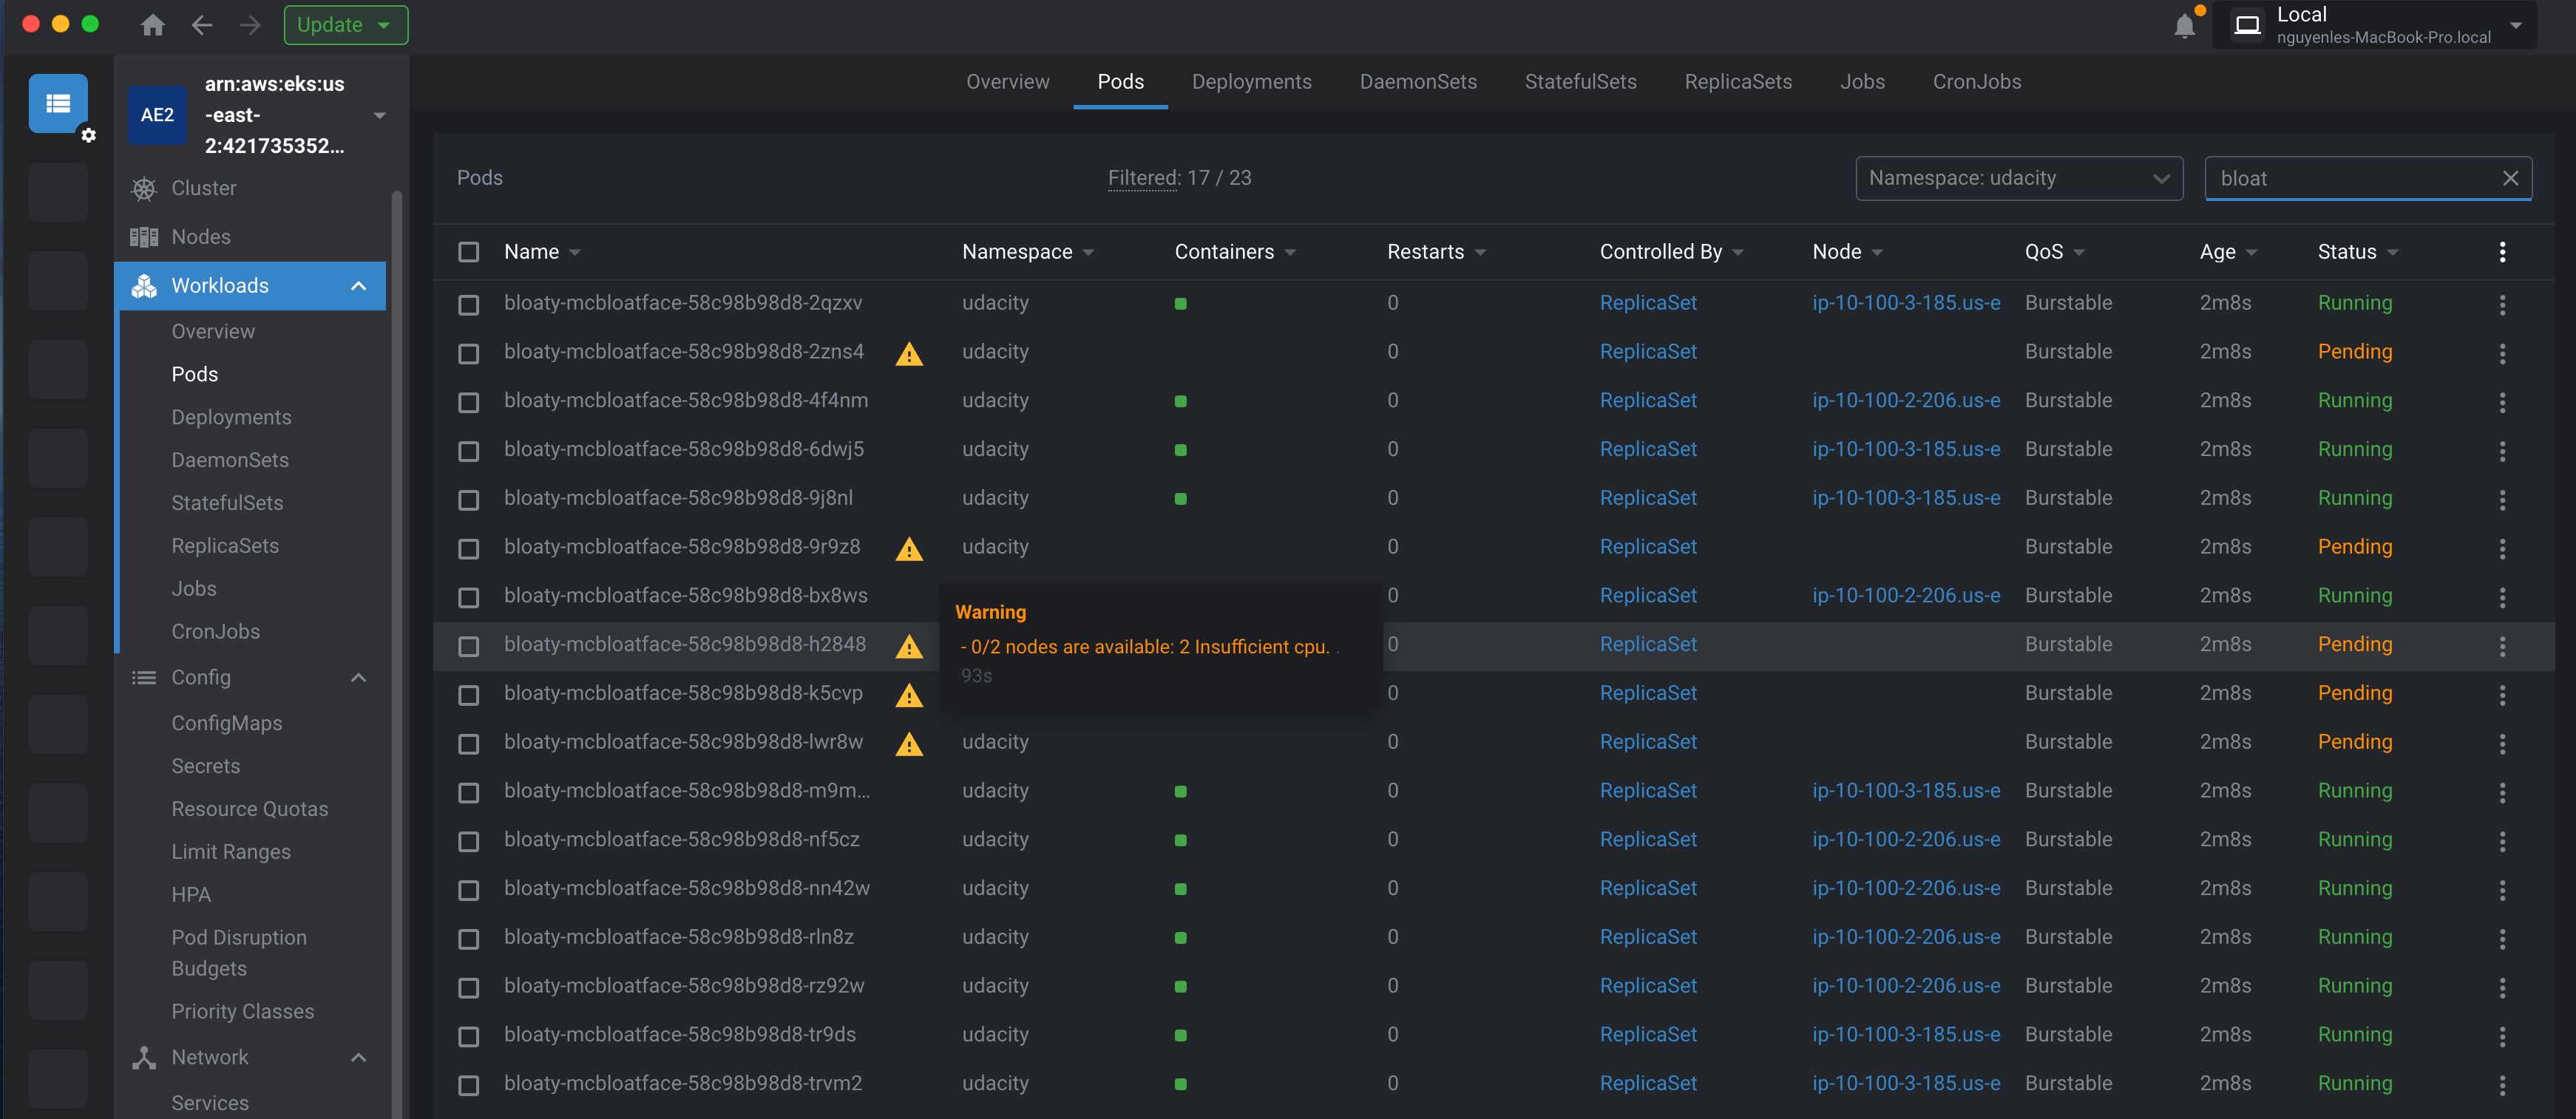 Update
Local
nguyenles-MacBook-Pro.local
AE2
arn:aws:eks:us
-east-
2:421735352...
Cluster
Nodes
Workloads
Overview
Pods
Deployments
DaemonSets
StatefulSets
ReplicaSets
Jobs
CronJobs
Config
ConfigMaps
Secrets
Resource Quotas
Limit Ranges
HPA
Pod Disruption
Budgets
Priority Classes
Network
Services
Overview Pods Deployments DaemonSets StatefulSets ReplicaSets Jobs CronJobs
Pods Filtered: 17 / 23 Namespace: udacity bloat
Name Namespace Containers Restarts Controlled By Node QoS Age Status
bloaty-mcbloatface-58c98b98d8-2qzxv udacity 0 ReplicaSet ip-10-100-3-185.us-e Burstable 2m8s Running
bloaty-mcbloatface-58c98b98d8-2zns4 udacity 0 ReplicaSet Burstable 2m8s Pending
bloaty-mcbloatface-58c98b98d8-4f4nm udacity 0 ReplicaSet ip-10-100-2-206.us-e Burstable 2m8s Running
bloaty-mcbloatface-58c98b98d8-6dwj5 udacity 0 ReplicaSet ip-10-100-3-185.us-e Burstable 2m8s Running
bloaty-mcbloatface-58c98b98d8-9j8nl udacity 0 ReplicaSet ip-10-100-3-185.us-e Burstable 2m8s Running
bloaty-mcbloatface-58c98b98d8-9r9z8 udacity 0 ReplicaSet Burstable 2m8s Pending
bloaty-mcbloatface-58c98b98d8-bx8ws 0 ReplicaSet ip-10-100-2-206.us-e Burstable 2m8s Running
Warning
- 0/2 nodes are available: 2 Insufficient cpu. .
93s
bloaty-mcbloatface-58c98b98d8-h2848 0 ReplicaSet Burstable 2m8s Pending
bloaty-mcbloatface-58c98b98d8-k5cvp 0 ReplicaSet Burstable 2m8s Pending
bloaty-mcbloatface-58c98b98d8-lwr8w udacity 0 ReplicaSet Burstable 2m8s Pending
bloaty-mcbloatface-58c98b98d8-m9m... udacity 0 ReplicaSet ip-10-100-3-185.us-e Burstable 2m8s Running
bloaty-mcbloatface-58c98b98d8-nf5cz udacity 0 ReplicaSet ip-10-100-2-206.us-e Burstable 2m8s Running
bloaty-mcbloatface-58c98b98d8-nn42w udacity 0 ReplicaSet ip-10-100-2-206.us-e Burstable 2m8s Running
bloaty-mcbloatface-58c98b98d8-rln8z udacity 0 ReplicaSet ip-10-100-2-206.us-e Burstable 2m8s Running
bloaty-mcbloatface-58c98b98d8-rz92w udacity 0 ReplicaSet ip-10-100-2-206.us-e Burstable 2m8s Running
bloaty-mcbloatface-58c98b98d8-tr9ds udacity 0 ReplicaSet ip-10-100-3-185.us-e Burstable 2m8s Running
bloaty-mcbloatface-58c98b98d8-trvm2 udacity 0 ReplicaSet ip-10-100-3-185.us-e Burstable 2m8s Running